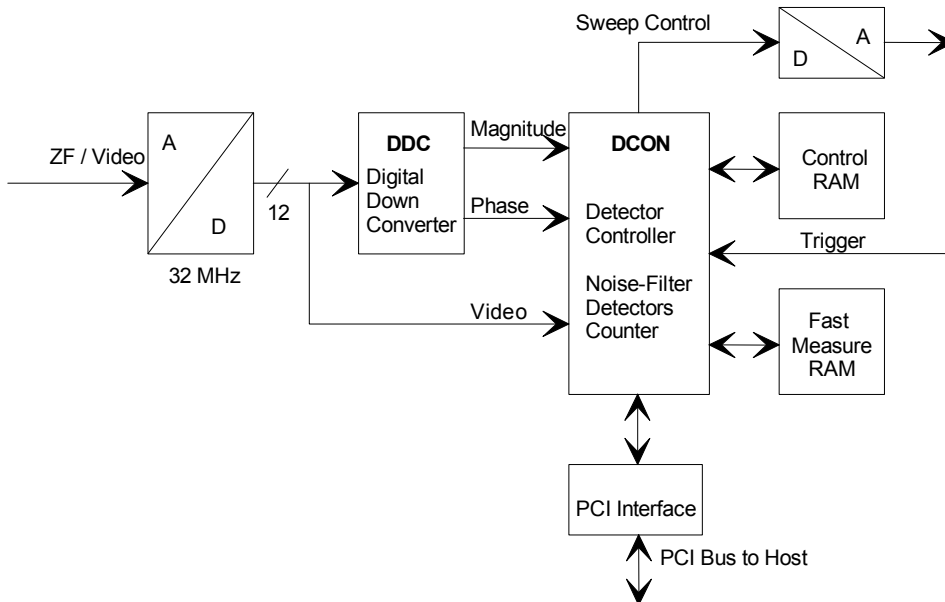 Sweep Control
A
D
ZF / Video
A
D
12
32 MHz
DDC
Digital
Down
Converter
Magnitude
Phase
Video
DCON
Detector
Controller
Noise-Filter
Detectors
Counter
Control
RAM
Trigger
Fast
Measure
RAM
PCI Interface
PCI Bus to Host